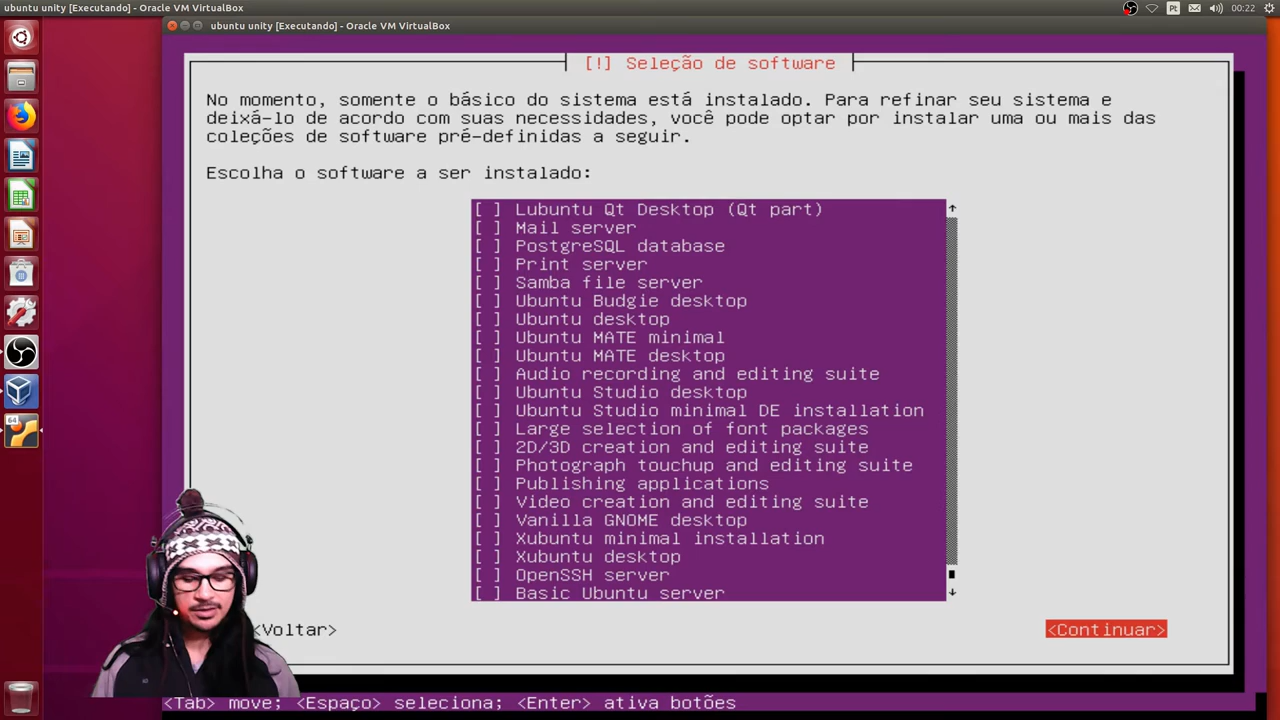 ubuntu unity [Executando] - Oracle VM VirtualBox
Pt
00:22
ubuntu unity [Executando] - Oracle VM VirtualBox
[!] Seleção de software
No momento, somente o básico do sistema está instalado. Para refinar seu sistema e
deixá-lo de acordo com suas necessidades, você pode optar por instalar uma ou mais das
coleções de software pré-definidas a seguir.
Escolha o software a ser instalado:
[ ] Lubuntu Qt Desktop (Qt part)
[ ] Mail server
[ ] PostgreSQL database
[ ] Print server
[ ] Samba file server
[ ] Ubuntu Budgie desktop
[ ] Ubuntu desktop
[ ] Ubuntu MATE minimal
[ ] Ubuntu MATE desktop
[ ] Audio recording and editing suite
[ ] Ubuntu Studio desktop
[ ] Ubuntu Studio minimal DE installation
[ ] Large selection of font packages
[ ] 2D/3D creation and editing suite
[ ] Photograph touchup and editing suite
[ ] Publishing applications
[ ] Video creation and editing suite
[ ] Vanilla GNOME desktop
[ ] Xubuntu minimal installation
[ ] Xubuntu desktop
[ ] OpenSSH server
[ ] Basic Ubuntu server
<Voltar>
<Continuar>
<Tab> move; <Espaço> seleciona; <Enter> ativa botões
64